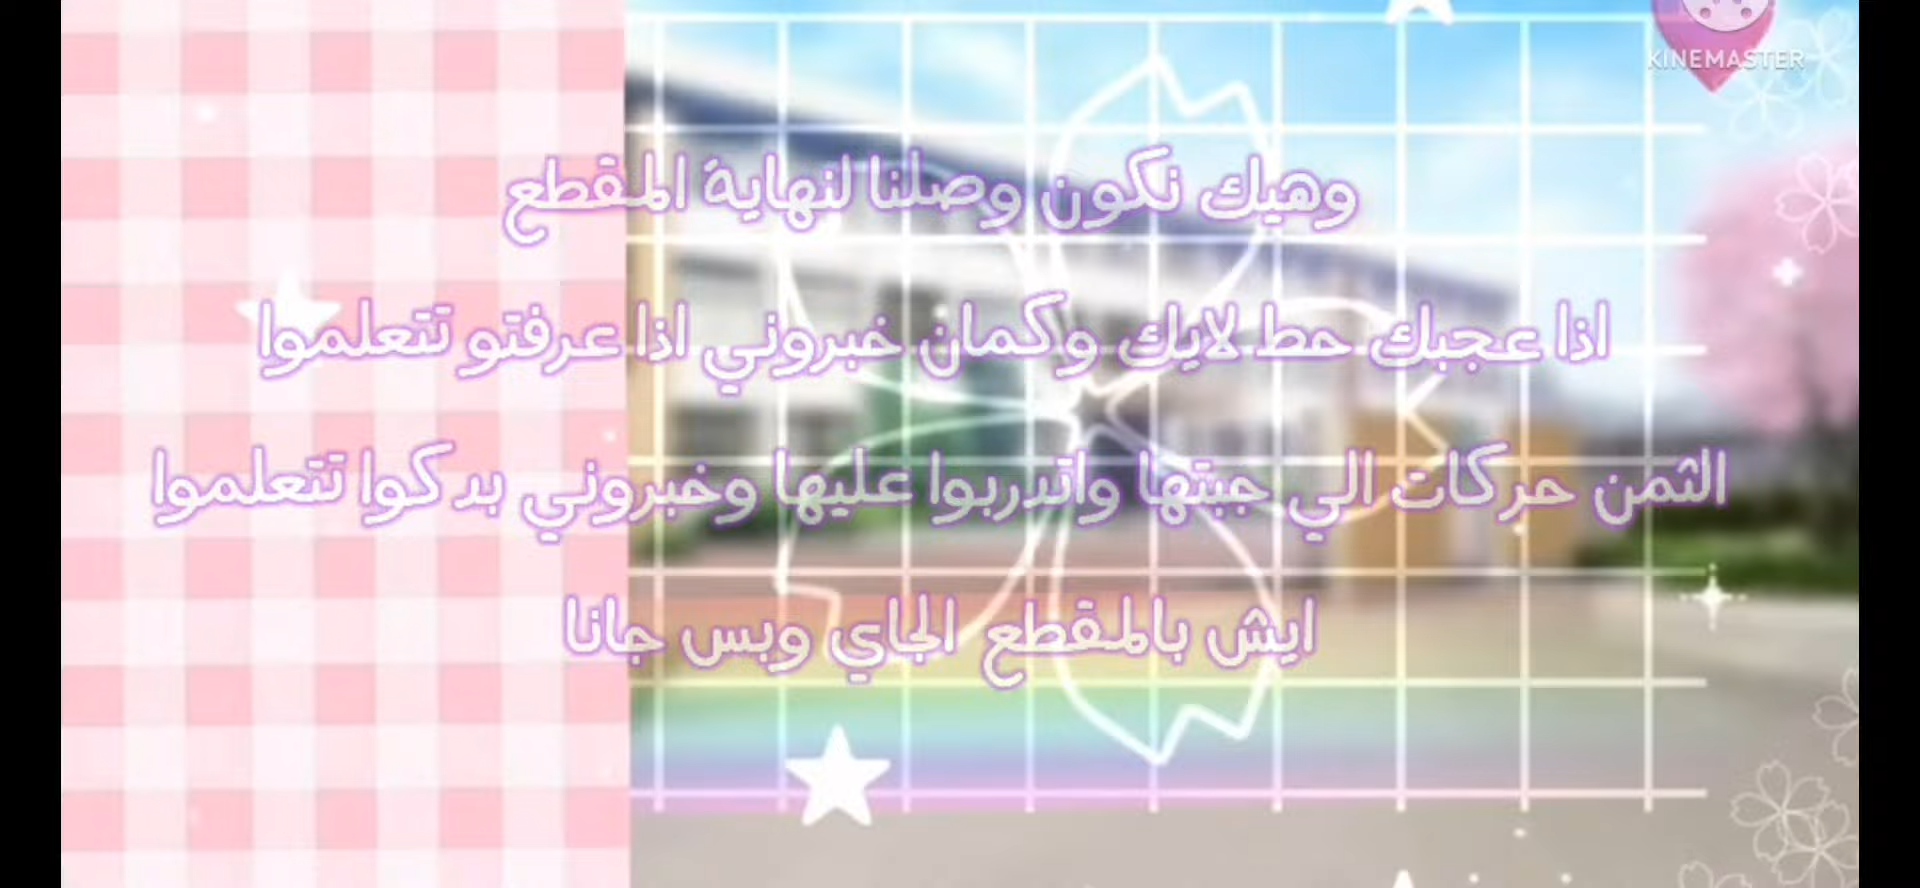 KINEMASTER
وهيك نكون وصلنا لنهاية المقطع
اذا عجبك حط لايك وكمان خبروني اذا عرفتو تتعلموا
الثمن حركات الي جبتها واتدربوا عليها وخبروني بدكوا تتعلموا
ايش بالمقطع الجاي وبس جانا